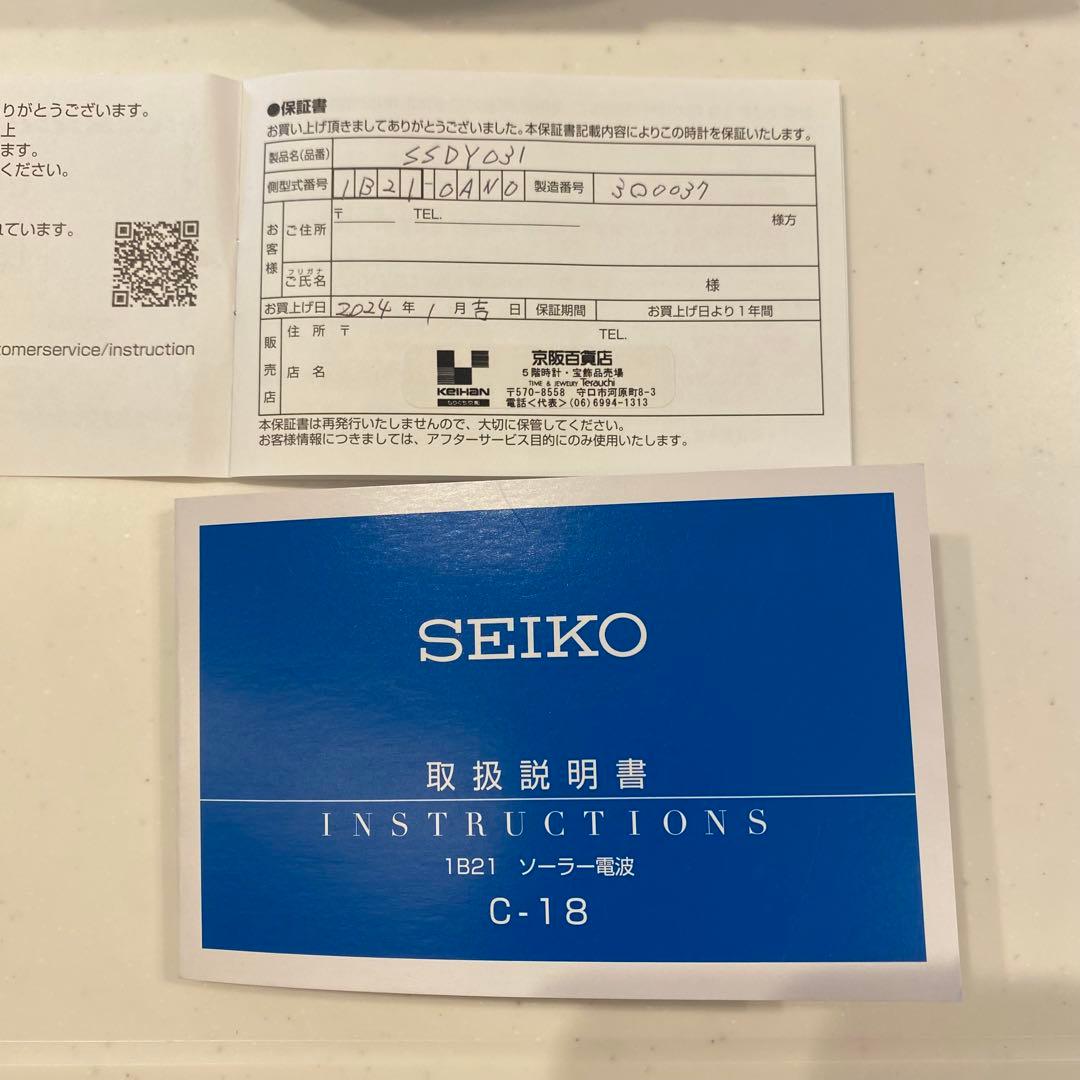 りがとうございます。
上
ます。
ください。
れています。
tomerservice/instruction
●保証書
お買い上げ頂きましてありがとうございました。本保証書記載内容によりこの時計を保証いたします。
製品名(品番) SSDY031
側型式番号 1B21-0AN0 製造番号 3Q0037
お客様 ご住所 〒 TEL. 様方
フリガナ
ご氏名 様
お買上げ日 2024年1月吉日 保証期間 お買上げ日より1年間
販売店 住所 〒 TEL.
店名
KEIHAN
京阪百貨店
5階時計・宝飾品売場
TIME & JEWELRY Terauchi
〒570-8558 守口市河原町8-3
電話<代表>(06)6994-1313
本保証書は再発行いたしませんので、大切に保管してください。
お客様情報につきましては、アフターサービス目的にのみ使用いたします。
SEIKO
取扱説明書
INSTRUCTIONS
1B21 ソーラー電波
C-18